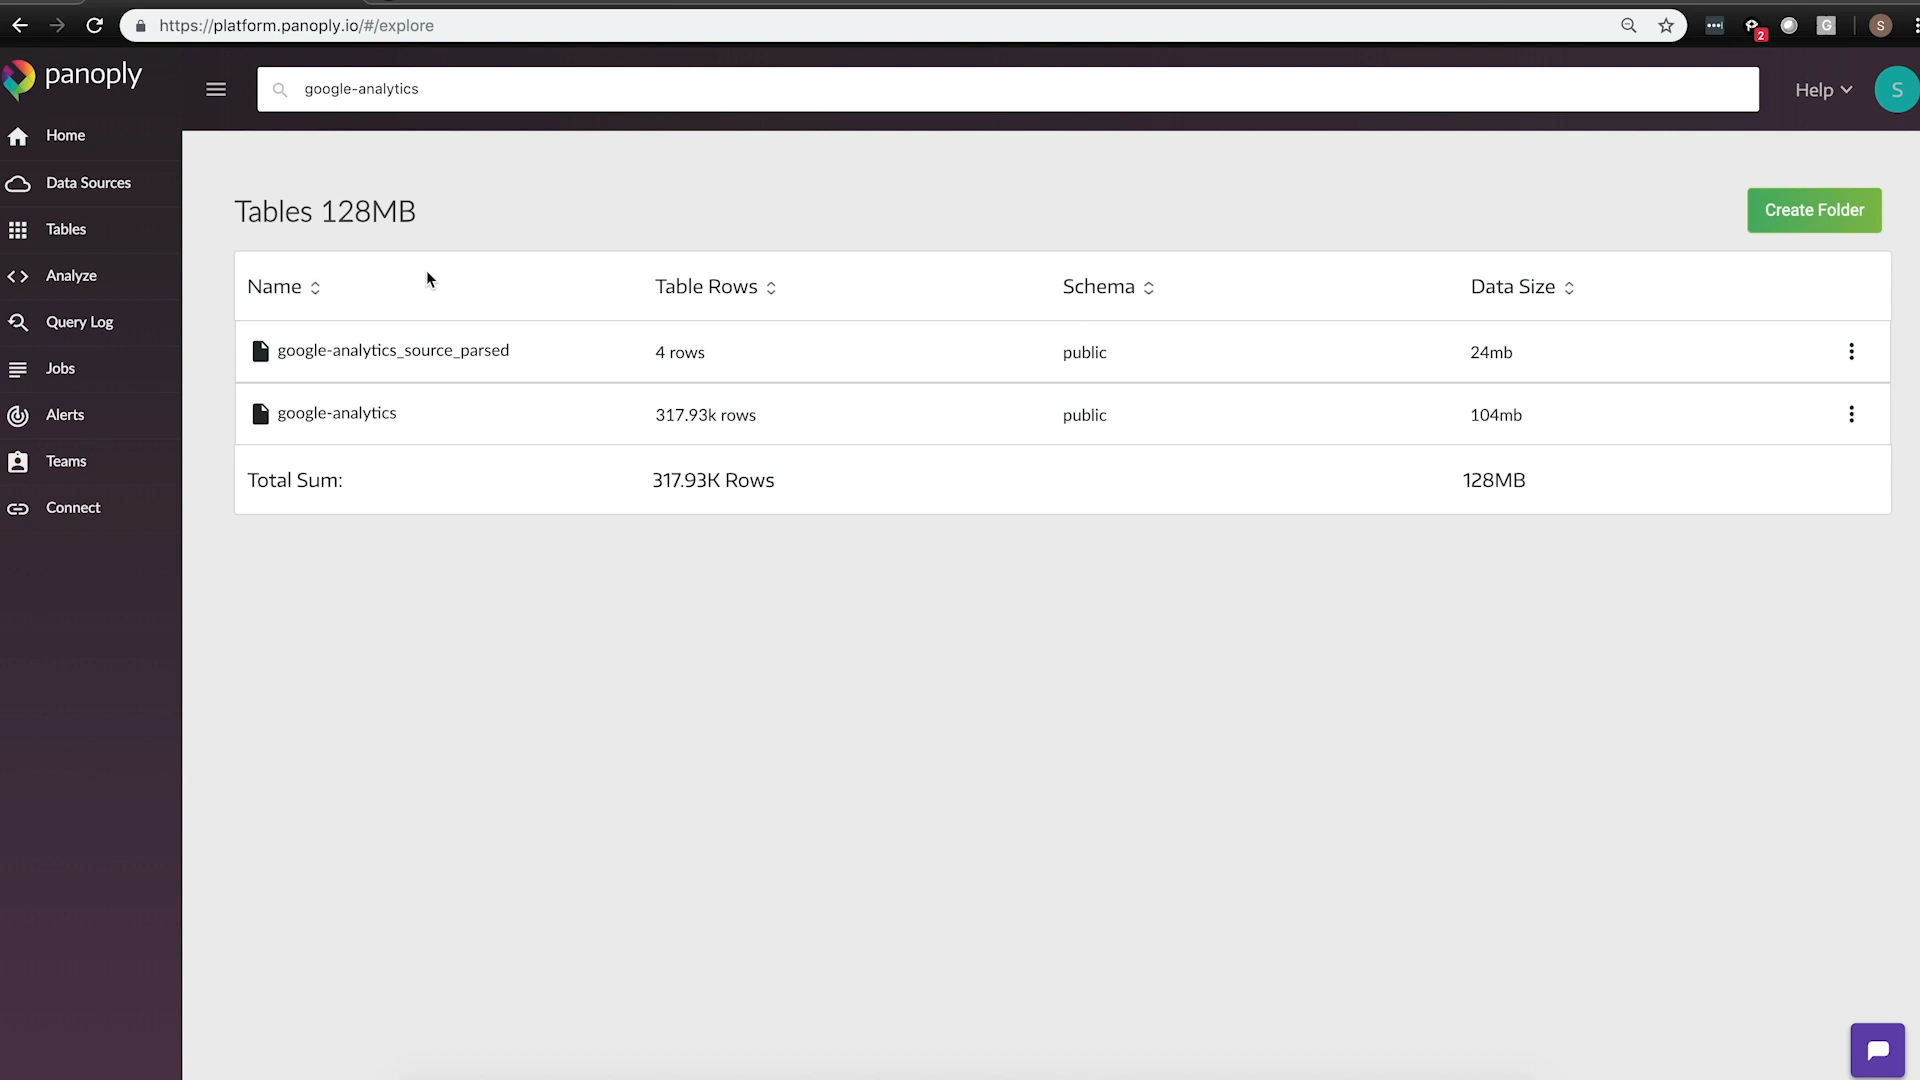 https://platform.panoply.io/#/explore
2
G
S
panoply
google-analytics
Help
S
Home
Data Sources
Tables
Analyze
Query Log
Jobs
Alerts
Teams
Connect
Tables 128MB
Create Folder
Name Table Rows Schema Data Size
google-analytics_source_parsed 4 rows public 24mb
google-analytics 317.93k rows public 104mb
Total Sum: 317.93K Rows 128MB